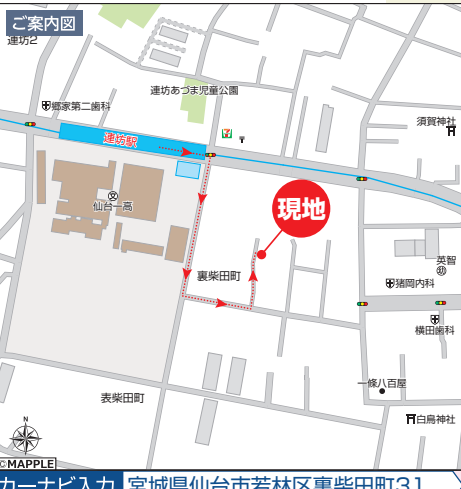 ご案内図
連坊2
連坊あづま児童公園
郷家第二歯科
須賀神社
連坊駅
7
仙台一高
現地
裏柴田町
英智
幼
猪岡内科
横田歯科
一條八百屋
表柴田町
白鳥神社
N
©MAPPLE
カーナビ入力 宮城県仙台市若林区裏柴田町31